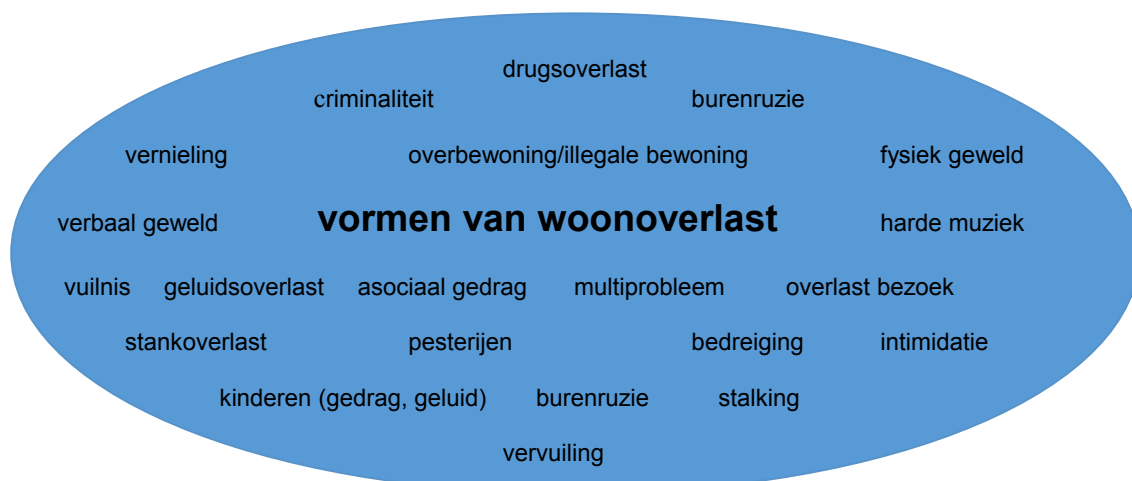 drugsoverlast
criminaliteit burenruzie
vernieling overbewoning/illegale bewoning fysiek geweld
verbaal geweld vormen van woonoverlast harde muziek
vuilnis geluidsoverlast asociaal gedrag multiprobleem overlast bezoek
stankoverlast pesterijen bedreiging intimidatie
kinderen (gedrag, geluid) burenruzie stalking
vervuiling